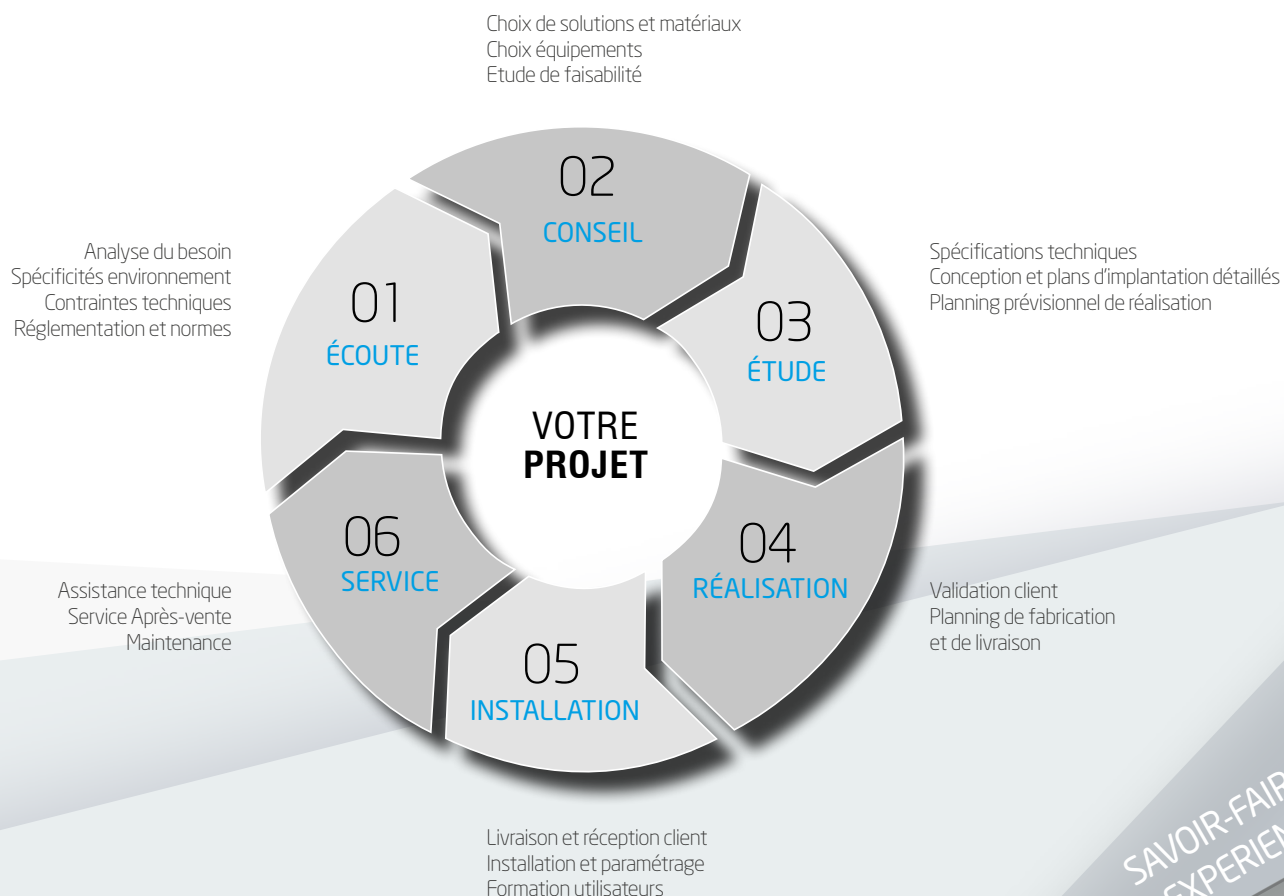 Choix de solutions et matériaux
Choix équipements
Etude de faisabilité
02
CONSEIL
Analyse du besoin
Spécificités environnement
Contraintes techniques
Réglementation et normes
01
ÉCOUTE
03
ÉTUDE
Spécifications techniques
Conception et plans d'implantation détaillés
Planning prévisionnel de réalisation
VOTRE
PROJET
06
SERVICE
Assistance technique
Service Après-vente
Maintenance
04
RÉALISATION
Validation client
Planning de fabrication
et de livraison
05
INSTALLATION
Livraison et réception client
Installation et paramétrage
Formation utilisateurs
SAVOIR-FAIR
EXPERIEN